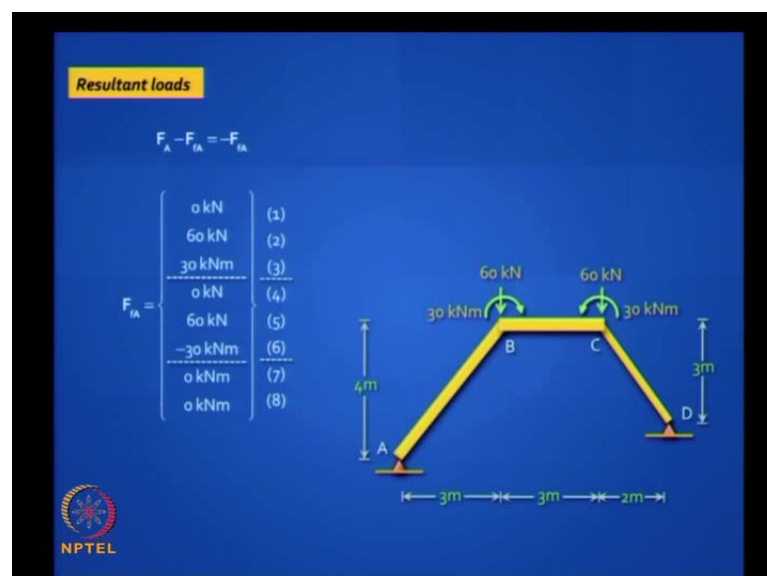 Resultant loads
F_A − F_fA = −F_fA
0 kN (1)
60 kN (2)
30 kNm (3)
F_fA = 0 kN (4)
60 kN (5)
−30 kNm (6)
0 kNm (7)
0 kNm (8)
60 kN 60 kN
30 kNm 30 kNm
B C
4m 3m
A D
3m 3m 2m
NPTEL